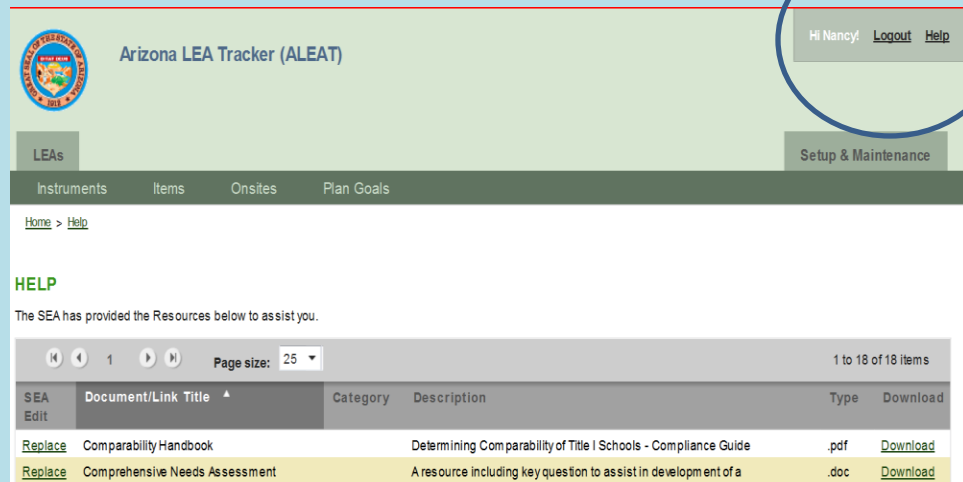 Arizona LEA Tracker (ALEAT)
Hi Nancy! Logout Help
LEAs
Setup & Maintenance
Instruments Items Onsites Plan Goals
Home > Help
HELP
The SEA has provided the Resources below to assist you.
1 Page size: 25 1 to 18 of 18 items
SEA Edit Document/Link Title Category Description Type Download
Replace Comparability Handbook Determining Comparability of Title I Schools - Compliance Guide .pdf Download
Replace Comprehensive Needs Assessment A resource including key question to assist in development of a .doc Download